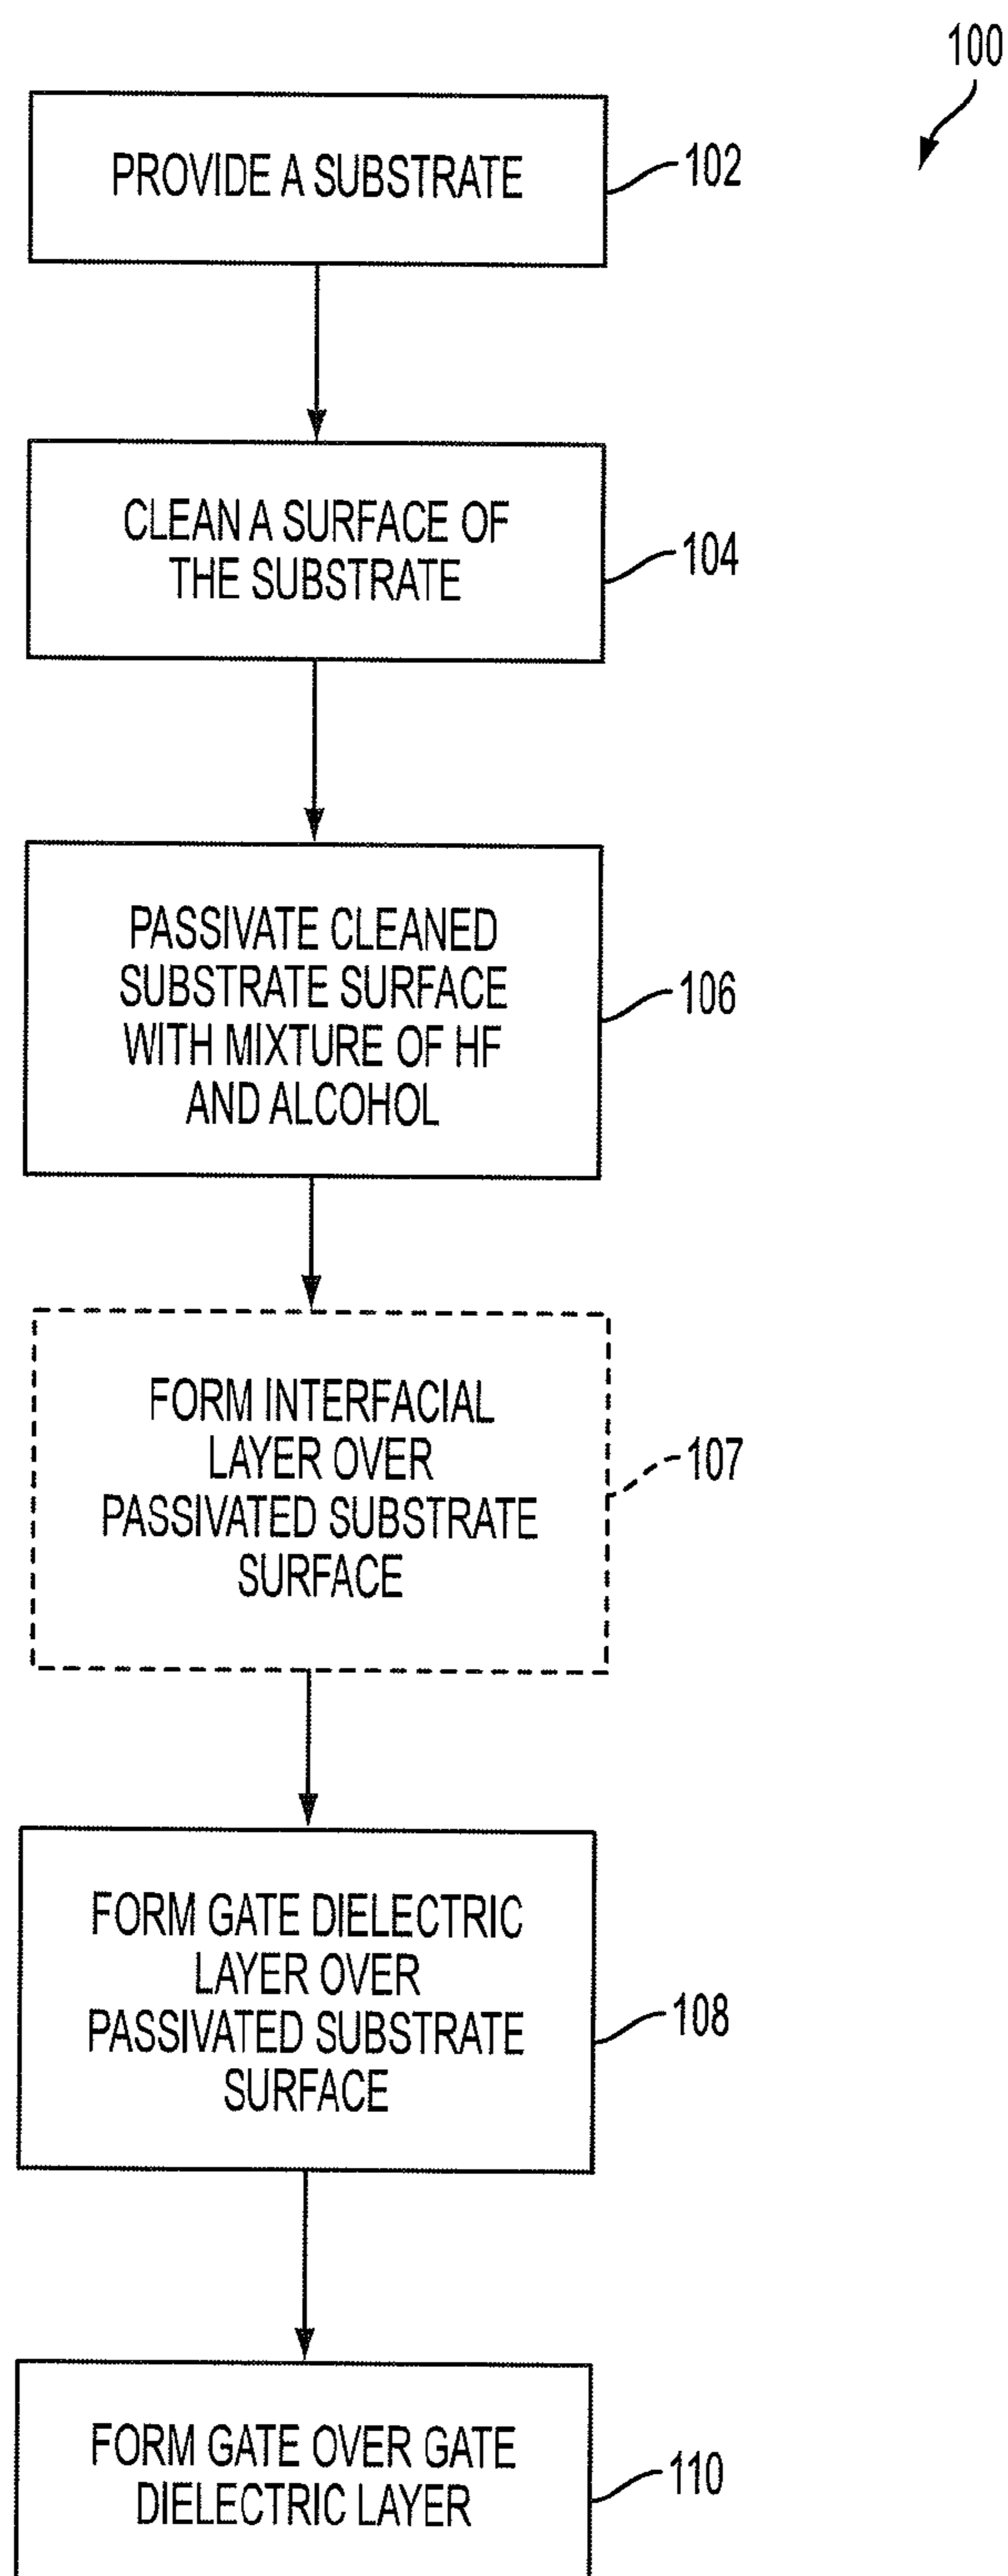 100
PROVIDE A SUBSTRATE
102
CLEAN A SURFACE OF
THE SUBSTRATE
104
PASSIVATE CLEANED
SUBSTRATE SURFACE
WITH MIXTURE OF HF
AND ALCOHOL
106
FORM INTERFACIAL
LAYER OVER
PASSIVATED SUBSTRATE
SURFACE
107
FORM GATE DIELECTRIC
LAYER OVER
PASSIVATED SUBSTRATE
SURFACE
108
FORM GATE OVER GATE
DIELECTRIC LAYER
110